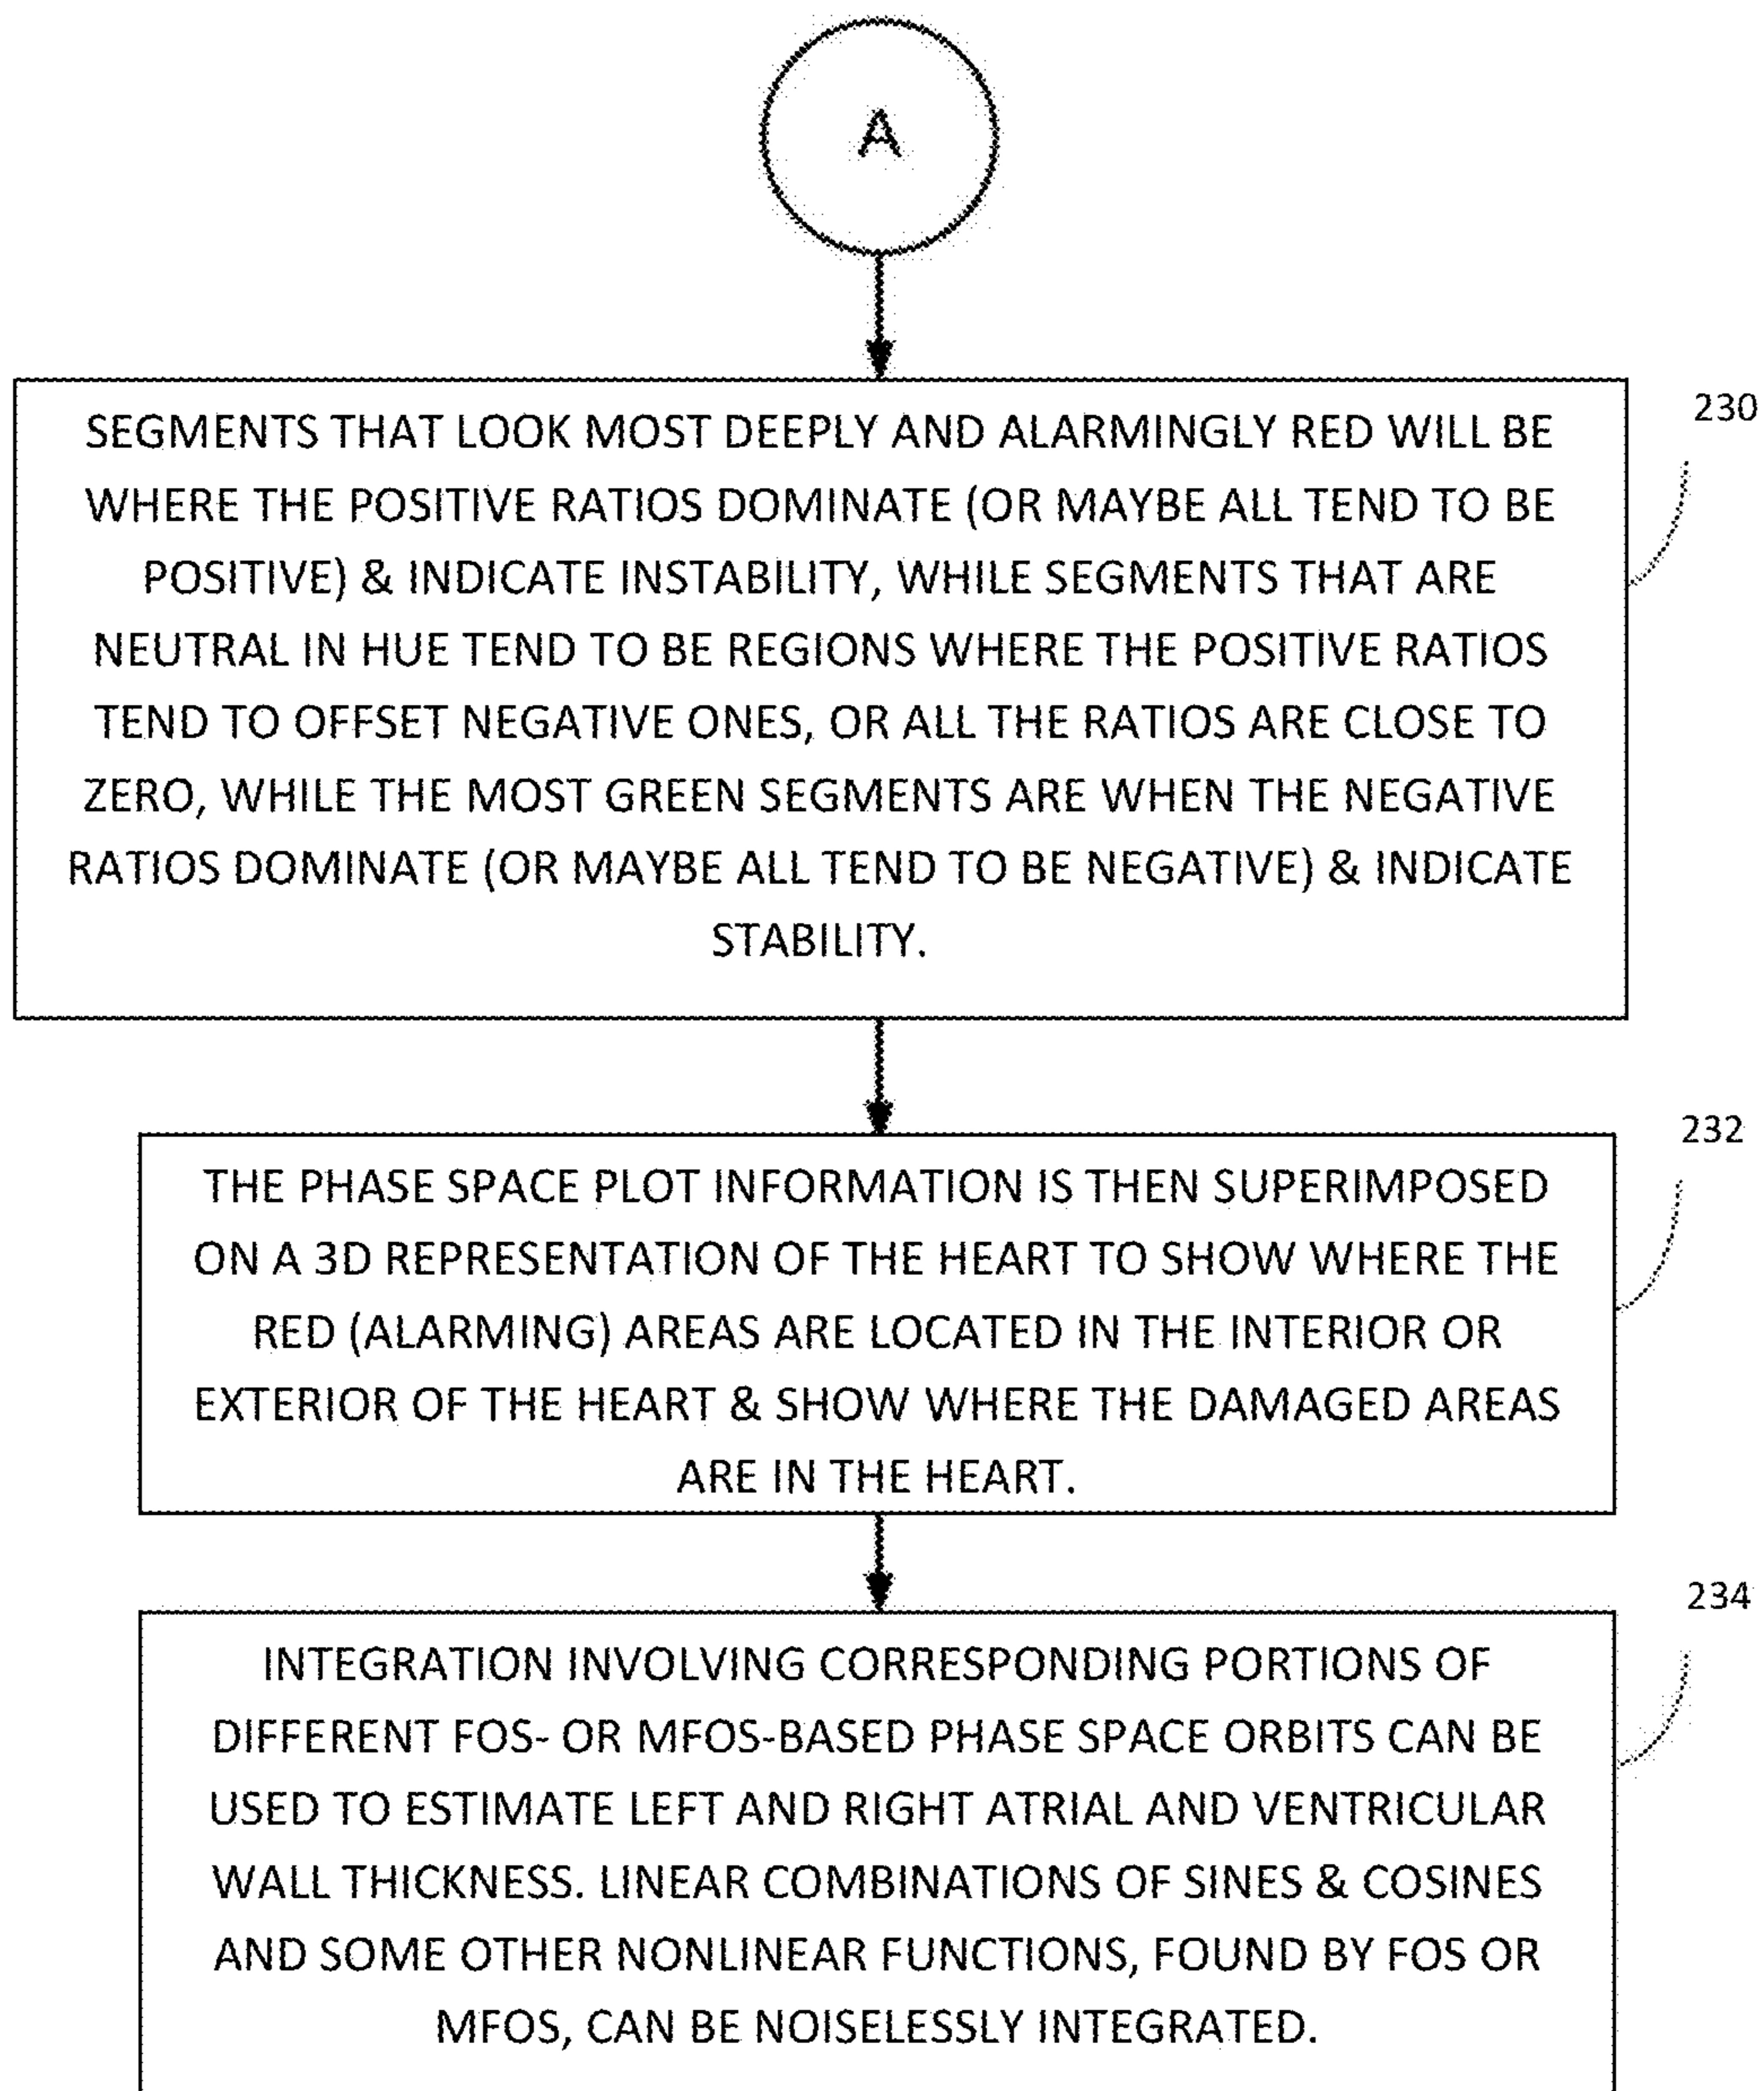 A
SEGMENTS THAT LOOK MOST DEEPLY AND ALARMINGLY RED WILL BE
WHERE THE POSITIVE RATIOS DOMINATE (OR MAYBE ALL TEND TO BE
POSITIVE) & INDICATE INSTABILITY, WHILE SEGMENTS THAT ARE
NEUTRAL IN HUE TEND TO BE REGIONS WHERE THE POSITIVE RATIOS
TEND TO OFFSET NEGATIVE ONES, OR ALL THE RATIOS ARE CLOSE TO
ZERO, WHILE THE MOST GREEN SEGMENTS ARE WHEN THE NEGATIVE
RATIOS DOMINATE (OR MAYBE ALL TEND TO BE NEGATIVE) & INDICATE
STABILITY.
230
THE PHASE SPACE PLOT INFORMATION IS THEN SUPERIMPOSED
ON A 3D REPRESENTATION OF THE HEART TO SHOW WHERE THE
RED (ALARMING) AREAS ARE LOCATED IN THE INTERIOR OR
EXTERIOR OF THE HEART & SHOW WHERE THE DAMAGED AREAS
ARE IN THE HEART.
232
INTEGRATION INVOLVING CORRESPONDING PORTIONS OF
DIFFERENT FOS- OR MFOS-BASED PHASE SPACE ORBITS CAN BE
USED TO ESTIMATE LEFT AND RIGHT ATRIAL AND VENTRICULAR
WALL THICKNESS. LINEAR COMBINATIONS OF SINES & COSINES
AND SOME OTHER NONLINEAR FUNCTIONS, FOUND BY FOS OR
MFOS, CAN BE NOISELESSLY INTEGRATED.
234